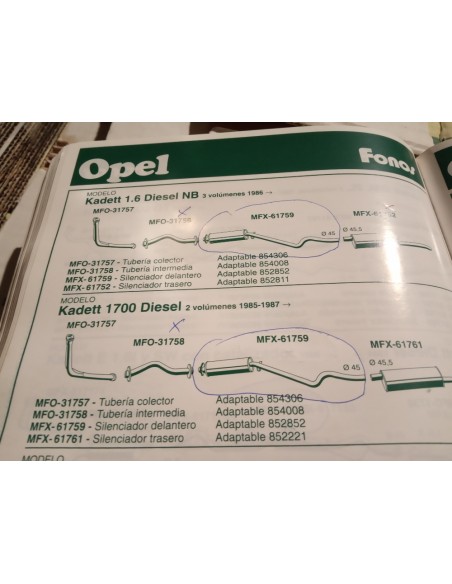 Opel Fonos
MODELO
Kadett 1.6 Diesel NB 3 volúmenes 1986 →
MFO-31757 MFO-31758 MFX-61759
Ø 45 Ø 45,5
MFO-31757 - Tubería colector Adaptable 854306
MFO-31758 - Tubería intermedia Adaptable 854008
MFX-61759 - Silenciador delantero Adaptable 852852
MFX-61752 - Silenciador trasero Adaptable 852811
MODELO
Kadett 1700 Diesel 2 volúmenes 1985-1987 →
MFO-31757 MFO-31758 MFX-61759 MFX-61761
Ø 45 Ø 45,5
MFO-31757 - Tubería colector Adaptable 854306
MFO-31758 - Tubería intermedia Adaptable 854008
MFX-61759 - Silenciador delantero Adaptable 852852
MFX-61761 - Silenciador trasero Adaptable 852221
MODELO